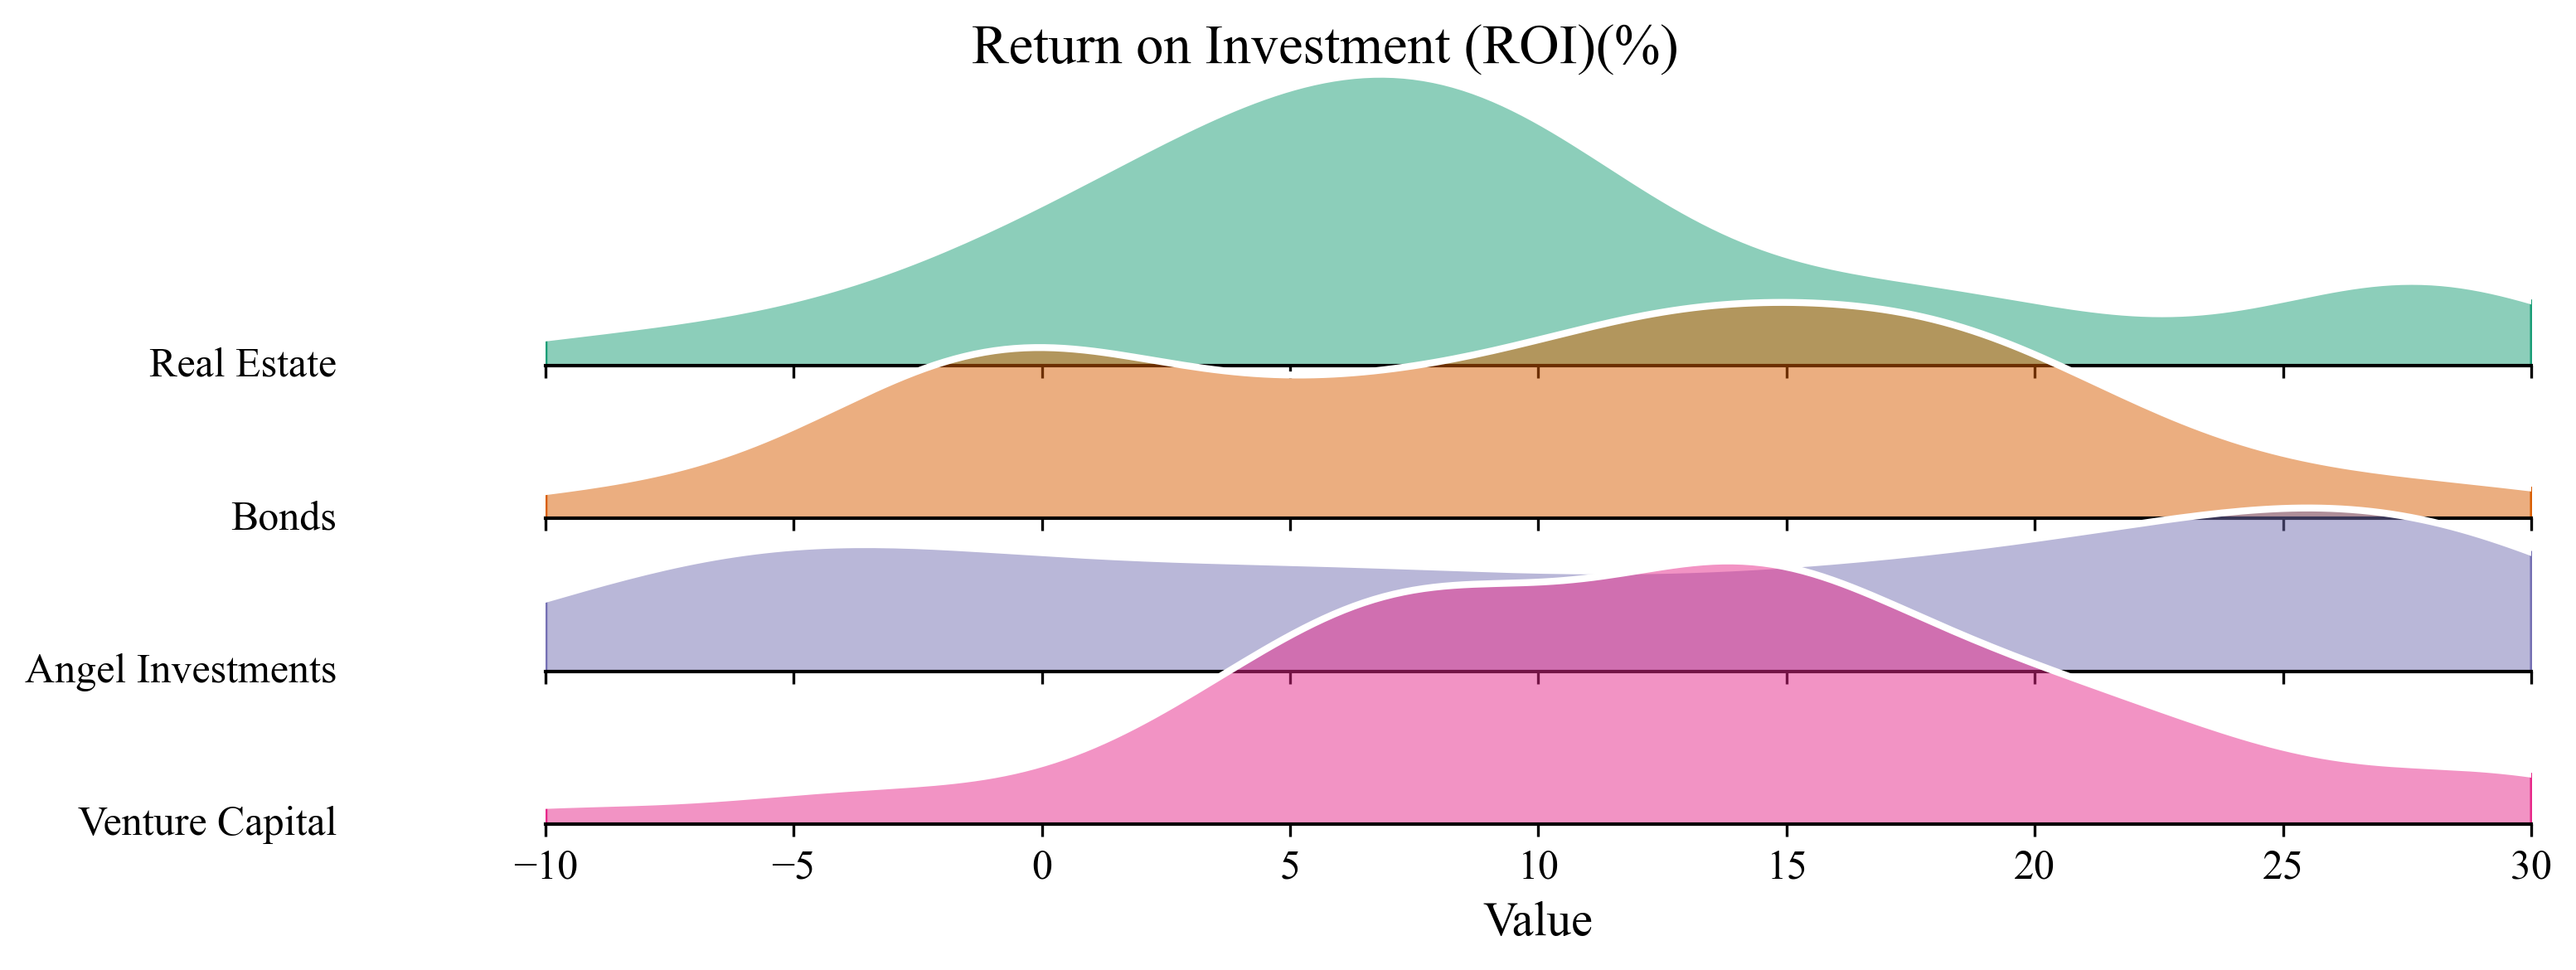 Return on Investment (ROI)(%)
Real Estate
Bonds
Angel Investments
Venture Capital
−10 −5 0 5 10 15 20 25 30
Value